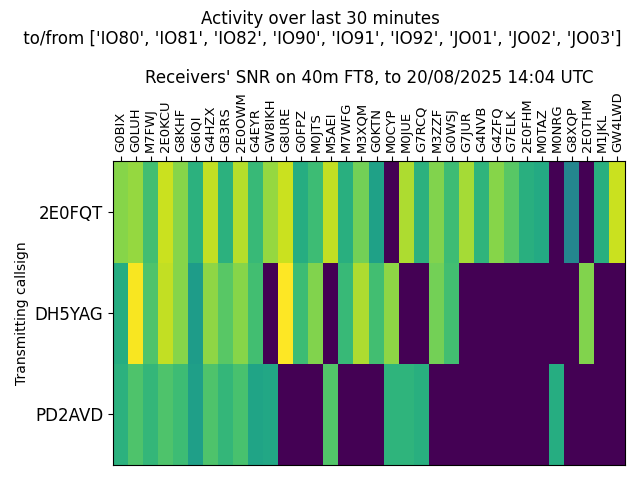 Activity over last 30 minutes
to/from ['IO80', 'IO81', 'IO82', 'IO90', 'IO91', 'IO92', 'JO01', 'JO02', 'JO03']
Receivers' SNR on 40m FT8, to 20/08/2025 14:04 UTC
G0BIX
G0LUH
M7FWJ
2E0KCU
G8KHF
G6IQI
G4HZX
GB3RS
2E0OWM
G4EYR
GW8IKH
G8URE
G0FPZ
M0JTS
M5AEI
M7WFG
M3XQM
G0KTN
M0CYP
M0JUE
G7RCQ
M3ZZF
G0WSJ
G7JUR
G4NVB
G4ZFQ
G7ELK
2E0FHM
M0TAZ
M0NRG
G8XQP
2E0THM
M1JKL
GW4LWD
Transmitting callsign
2E0FQT
DH5YAG
PD2AVD